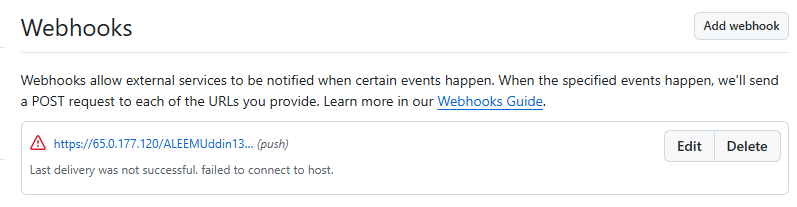 Webhooks
Add webhook
Webhooks allow external services to be notified when certain events happen. When the specified events happen, we'll send
a POST request to each of the URLs you provide. Learn more in our Webhooks Guide.
https://65.0.177.120/ALEEMUddin13... (push)
Edit
Delete
Last delivery was not successful. failed to connect to host.